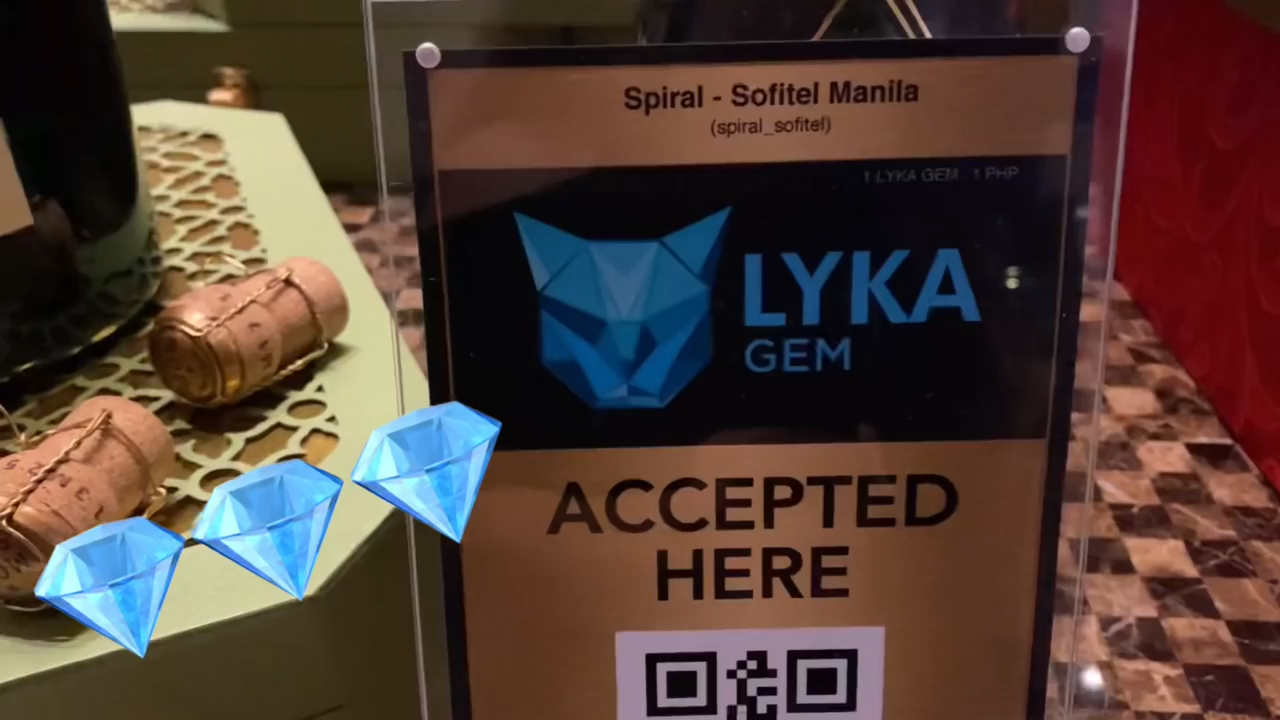 Spiral - Sofitel Manila
(spiral_sofitel)
1 LYKA GEM 1 PHP
LYKA
GEM
ACCEPTED
HERE